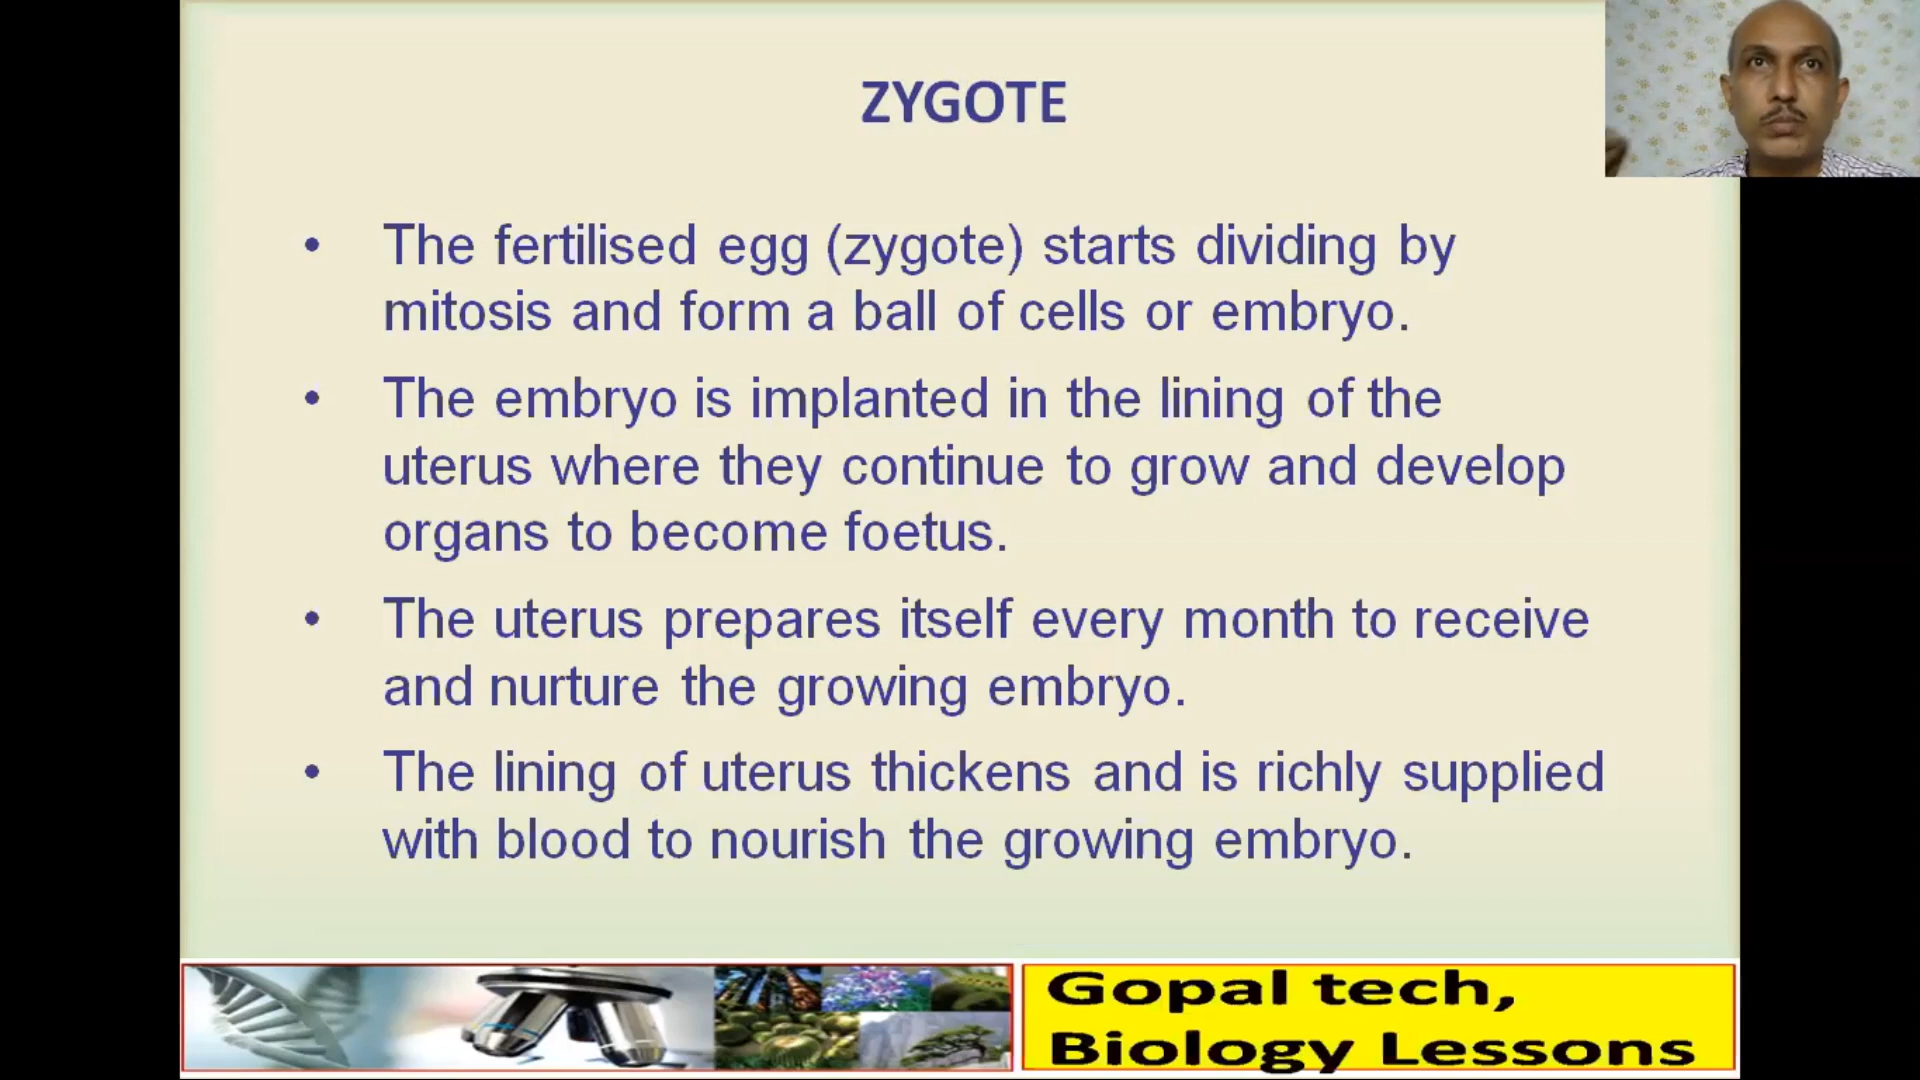 ZYGOTE
• The fertilised egg (zygote) starts dividing by
mitosis and form a ball of cells or embryo.
• The embryo is implanted in the lining of the
uterus where they continue to grow and develop
organs to become foetus.
• The uterus prepares itself every month to receive
and nurture the growing embryo.
• The lining of uterus thickens and is richly supplied
with blood to nourish the growing embryo.
Gopal tech,
Biology Lessons